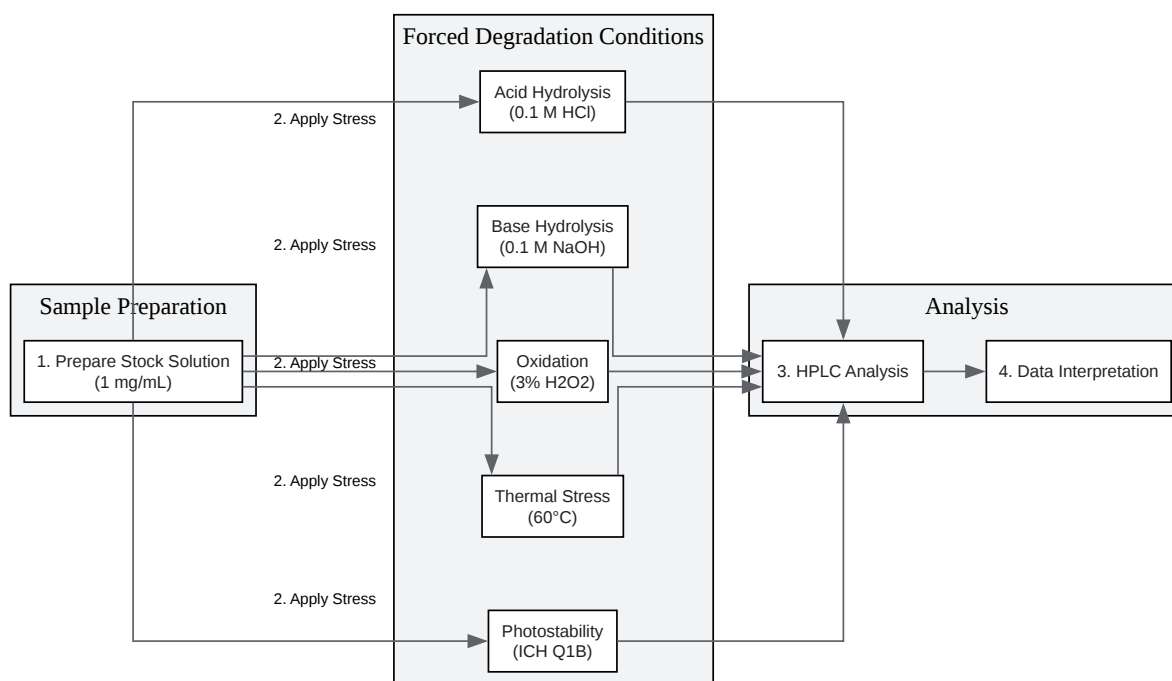 Forced Degradation Conditions
Acid Hydrolysis
(0.1 M HCl)
2. Apply Stress
Base Hydrolysis
(0.1 M NaOH)
2. Apply Stress
Sample Preparation
Analysis
1. Prepare Stock Solution
(1 mg/mL)
2. Apply Stress
Oxidation
(3% H2O2)
3. HPLC Analysis
4. Data Interpretation
2. Apply Stress
Thermal Stress
(60°C)
2. Apply Stress
Photostability
(ICH Q1B)